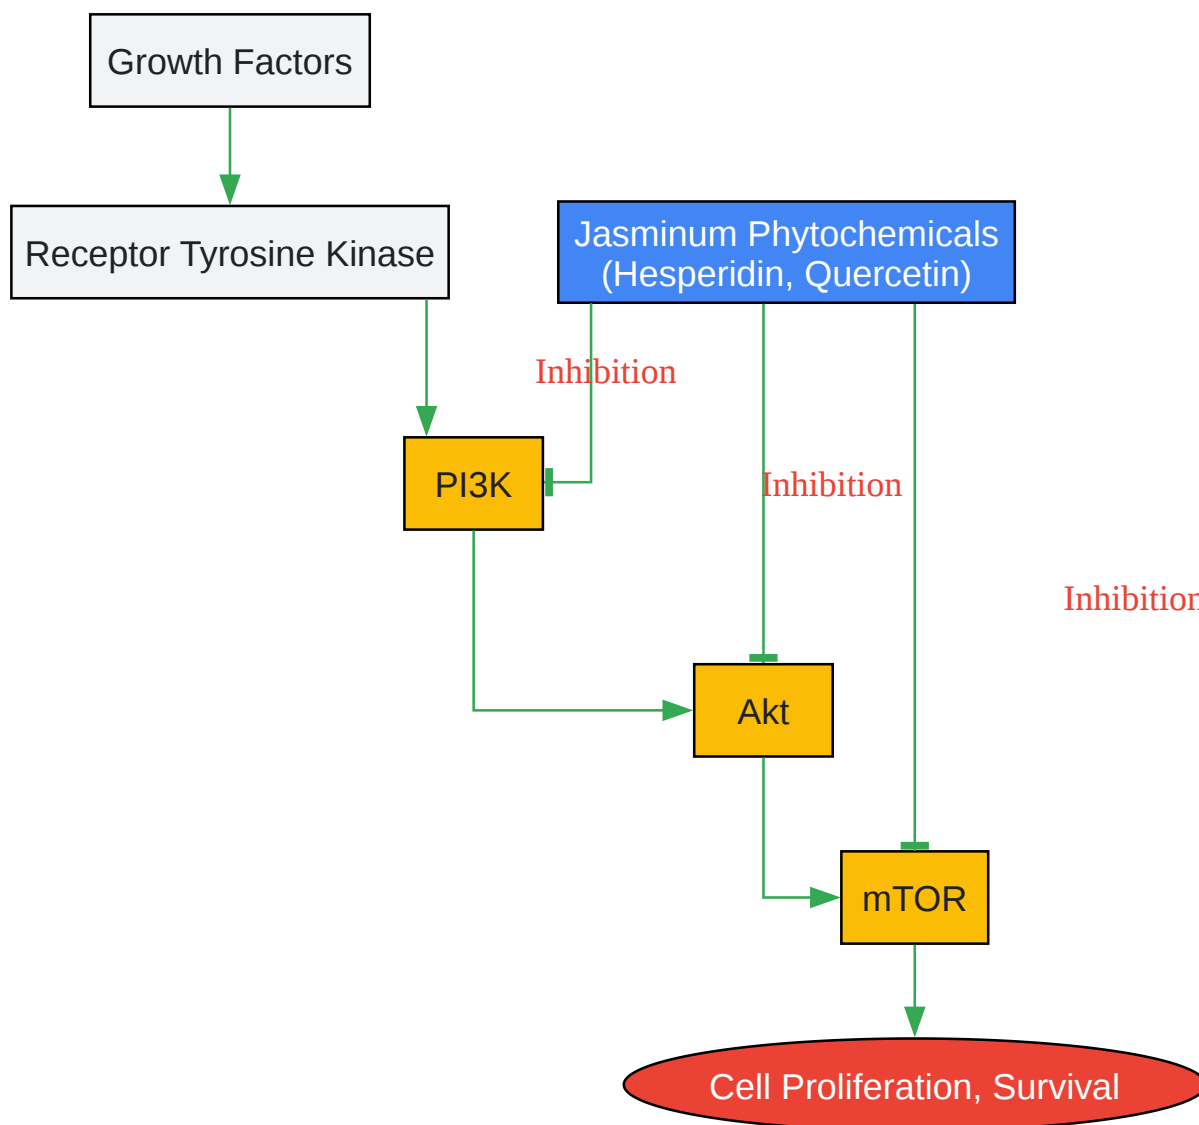 Growth Factors
Receptor Tyrosine Kinase
Jasminum Phytochemicals
(Hesperidin, Quercetin)
Inhibition
PI3K
Inhibition
Inhibition
Akt
mTOR
Cell Proliferation, Survival